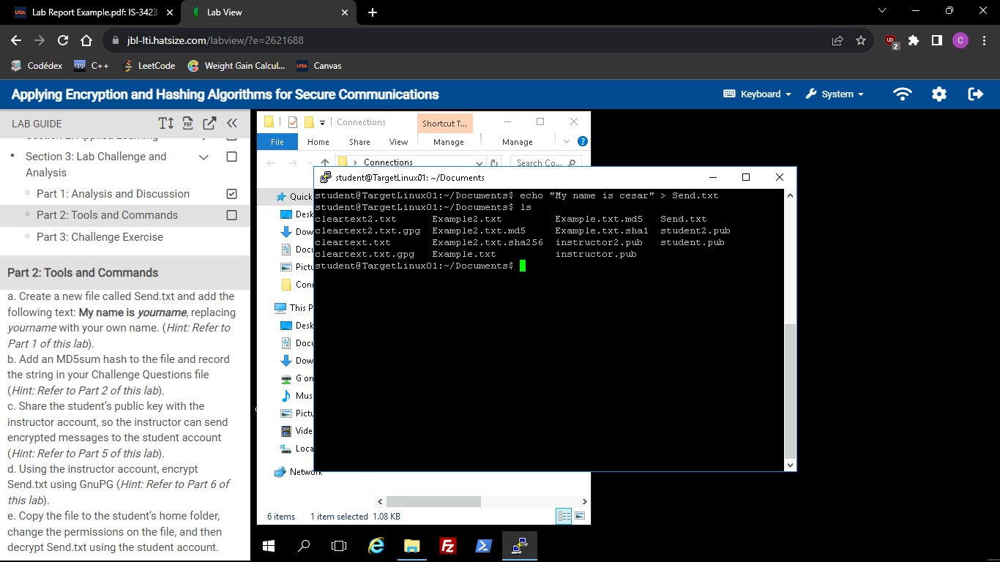 Lab Report Example.pdf: IS-3423-
Lab View
jbl-lti.hatsize.com/labview/?e=2621688
2
C
Codédex
cpp C++
LeetCode
Weight Gain Calcul...
UTSA Canvas
Applying Encryption and Hashing Algorithms for Secure Communications
Keyboard
System
LAB GUIDE
PDF
Section 2: Applied Learning
Section 3: Lab Challenge and
Analysis
Part 1: Analysis and Discussion
Part 2: Tools and Commands
Part 3: Challenge Exercise
Part 2: Tools and Commands
a. Create a new file called Send.txt and add the
following text: My name is yourname, replacing
yourname with your own name. (Hint: Refer to
Part 1 of this lab).
b. Add an MD5sum hash to the file and record
the string in your Challenge Questions file
(Hint: Refer to Part 2 of this lab).
c. Share the student's public key with the
instructor account, so the instructor can send
encrypted messages to the student account
(Hint: Refer to Part 5 of this lab).
d. Using the instructor account, encrypt
Send.txt using GnuPG (Hint: Refer to Part 6 of
this lab).
e. Copy the file to the student's home folder,
change the permissions on the file, and then
decrypt Send.txt using the student account.
Connections
Shortcut T...
File
Home
Share
View
Manage
Manage
Connections
Search Co...
Quick
Desk
Dow
Docu
Pictu
Conn
This P
Desk
Docu
Dow
G on
Mus
Pictu
Vide
Loca
Network
6 items
1 item selected 1.08 KB
student@TargetLinux01: ~/Documents
student@TargetLinux01:~/Documents$ echo "My name is cesar" > Send.txt
student@TargetLinux01:~/Documents$ ls
cleartext2.txt Example2.txt Example.txt.md5 Send.txt
cleartext2.txt.gpg Example2.txt.md5 Example.txt.sha1 student2.pub
cleartext.txt Example2.txt.sha256 instructor2.pub student.pub
cleartext.txt.gpg Example.txt instructor.pub
student@TargetLinux01:~/Documents$